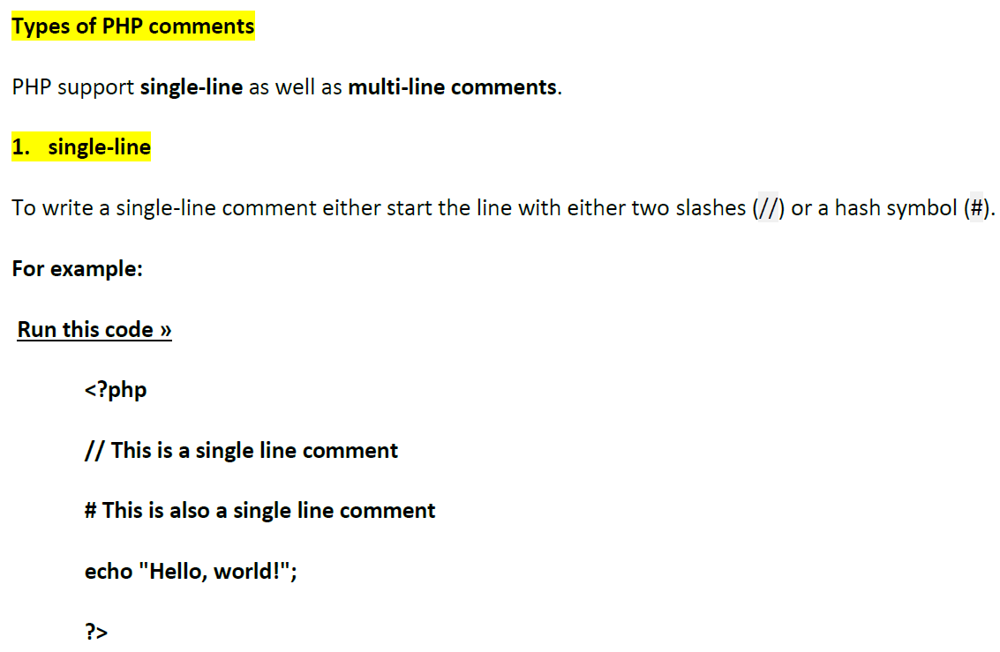 Types of PHP comments
PHP support single-line as well as multi-line comments.
1. single-line
To write a single-line comment either start the line with either two slashes (//) or a hash symbol (#).
For example:
Run this code »
<?php
// This is a single line comment
# This is also a single line comment
echo "Hello, world!";
?>